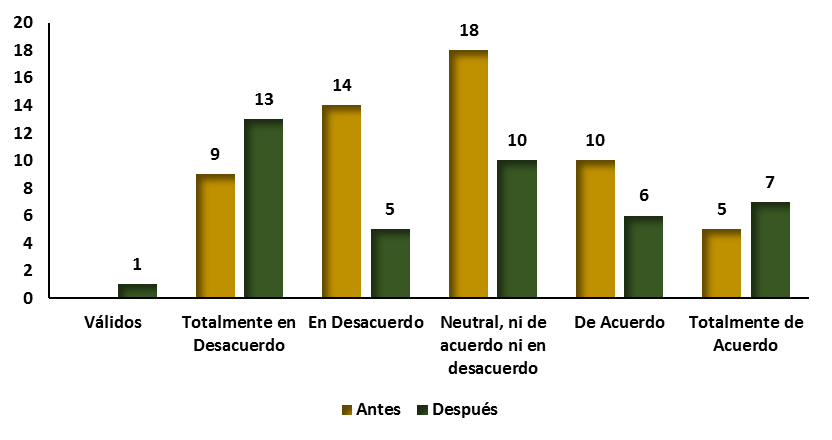 20
18
16
14
12
10
8
6
4
2
0
1
9
13
14
5
18
10
10
6
5
7
Válidos
Totalmente en
Desacuerdo
En Desacuerdo
Neutral, ni de
acuerdo ni en
desacuerdo
De Acuerdo
Totalmente de
Acuerdo
Antes
Después